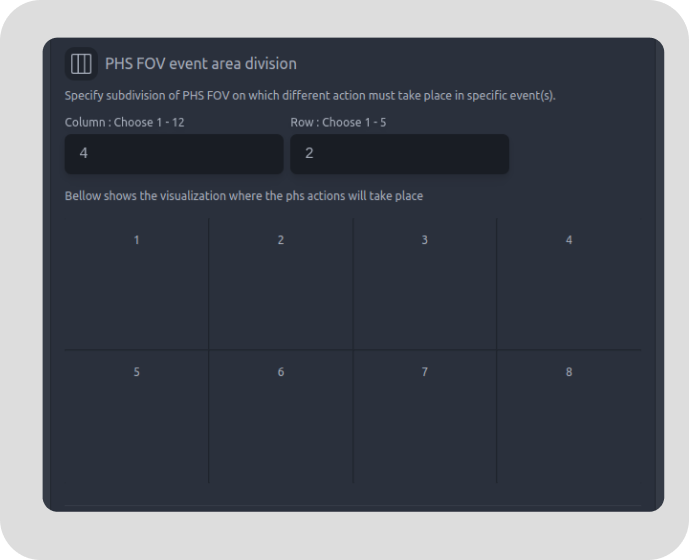 PHS FOV event area division
Specify subdivision of PHS FOV on which different action must take place in specific event(s).
Column : Choose 1 - 12 Row : Choose 1 - 5
4 2
Bellow shows the visualization where the phs actions will take place
1 2 3 4
5 6 7 8